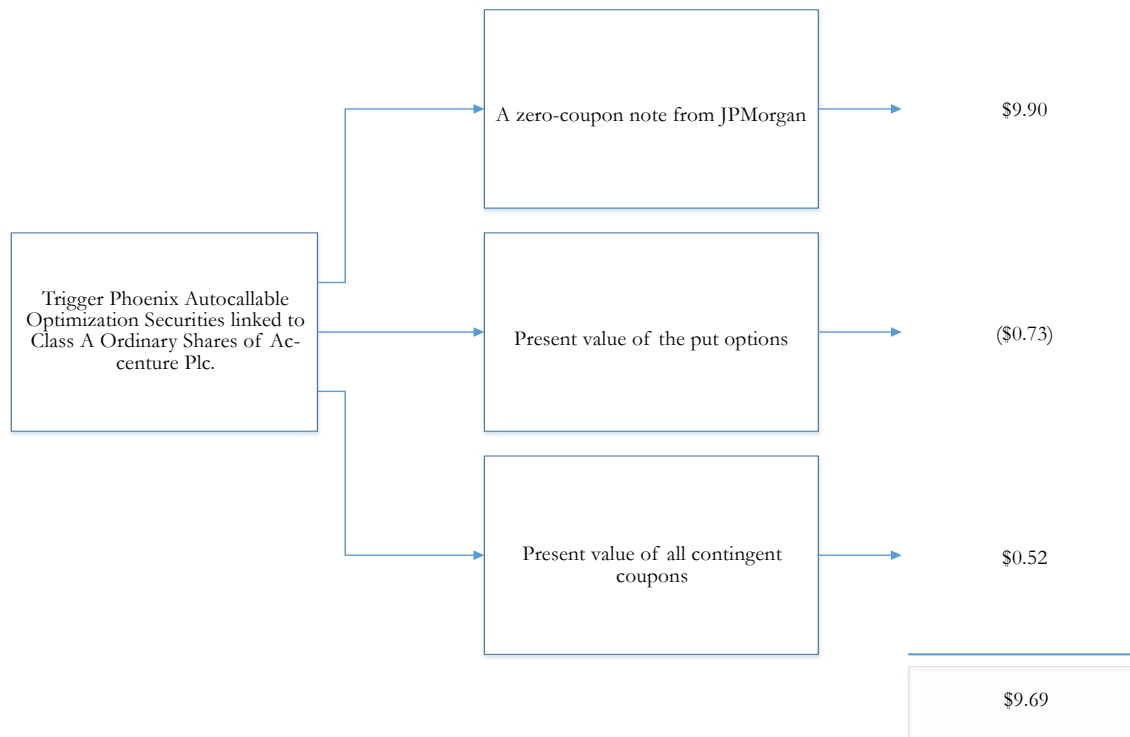 A zero-coupon note from JPMorgan
$9.90
Trigger Phoenix Autocallable
Optimization Securities linked to
Class A Ordinary Shares of Ac-
centure Plc.
Present value of the put options
($0.73)
Present value of all contingent
coupons
$0.52
$9.69